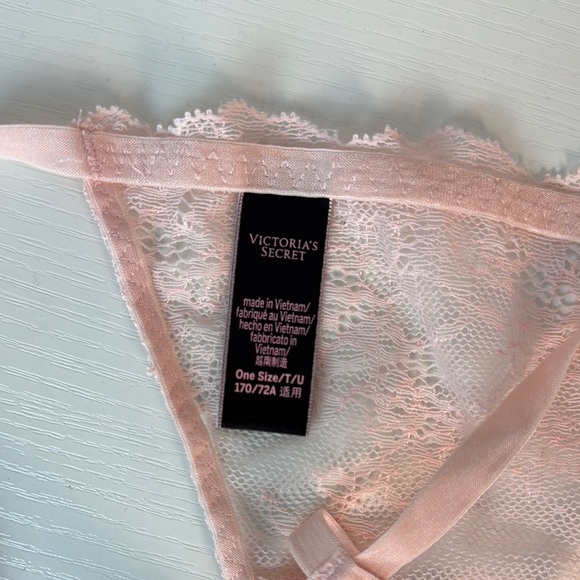 VICTORIA'S
SECRET
made in Vietnam/
fabriqué au Vietnam/
hecho en Vietnam/
fabbricato in
Vietnam/
越南制造
One Size/T/U
170/72A 适用